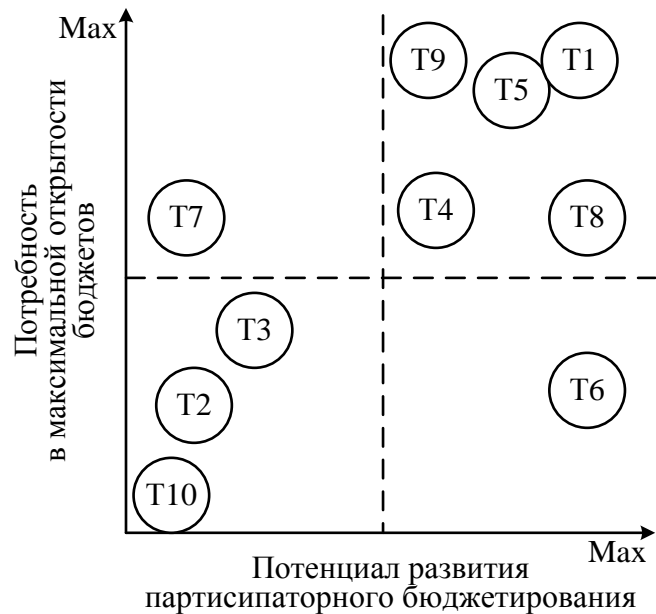 Max
T9
T1
T5
T7
T4
T8
T3
T6
T2
T10
Потребность
в максимальной открытости
бюджетов
Max
Потенциал развития
партисипаторного бюджетирования